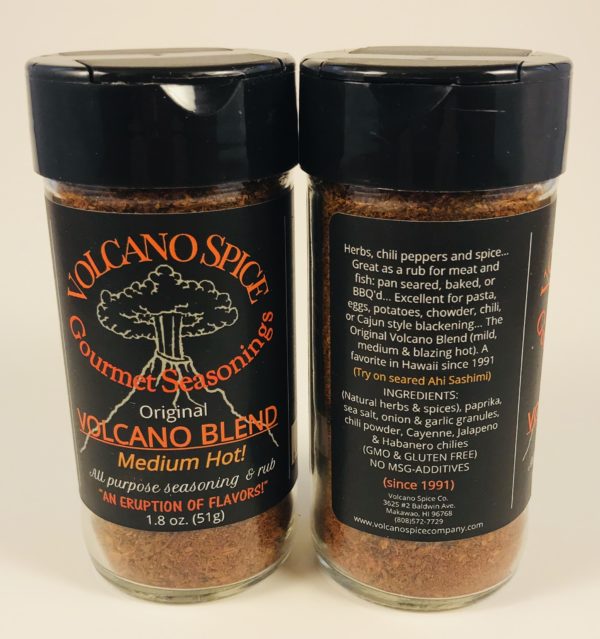 VOLCANO SPICE
Gourmet Seasonings
Original
VOLCANO BLEND
Medium Hot!
All purpose seasoning & rub
"AN ERUPTION OF FLAVORS!"
1.8 oz. (51g)
Herbs, chili peppers and spice...
Great as a rub for meat and
fish: pan seared, baked, or
BBQ'd... Excellent for pasta,
eggs, potatoes, chowder, chili,
or Cajun style blackening... The
Original Volcano Blend (mild,
medium & blazing hot). A
favorite in Hawaii since 1991
(Try on seared Ahi Sashimi)
INGREDIENTS:
(Natural herbs & spices), paprika,
sea salt, onion & garlic granules,
chili powder, Cayenne, Jalapeno
& Habanero chilies
(GMO & GLUTEN FREE)
NO MSG-ADDITIVES
(since 1991)
Volcano Spice Co.
3625 #2 Baldwin Ave.
Makawao, HI 96768
(808)572-7729
www.volcanospicecompany.com